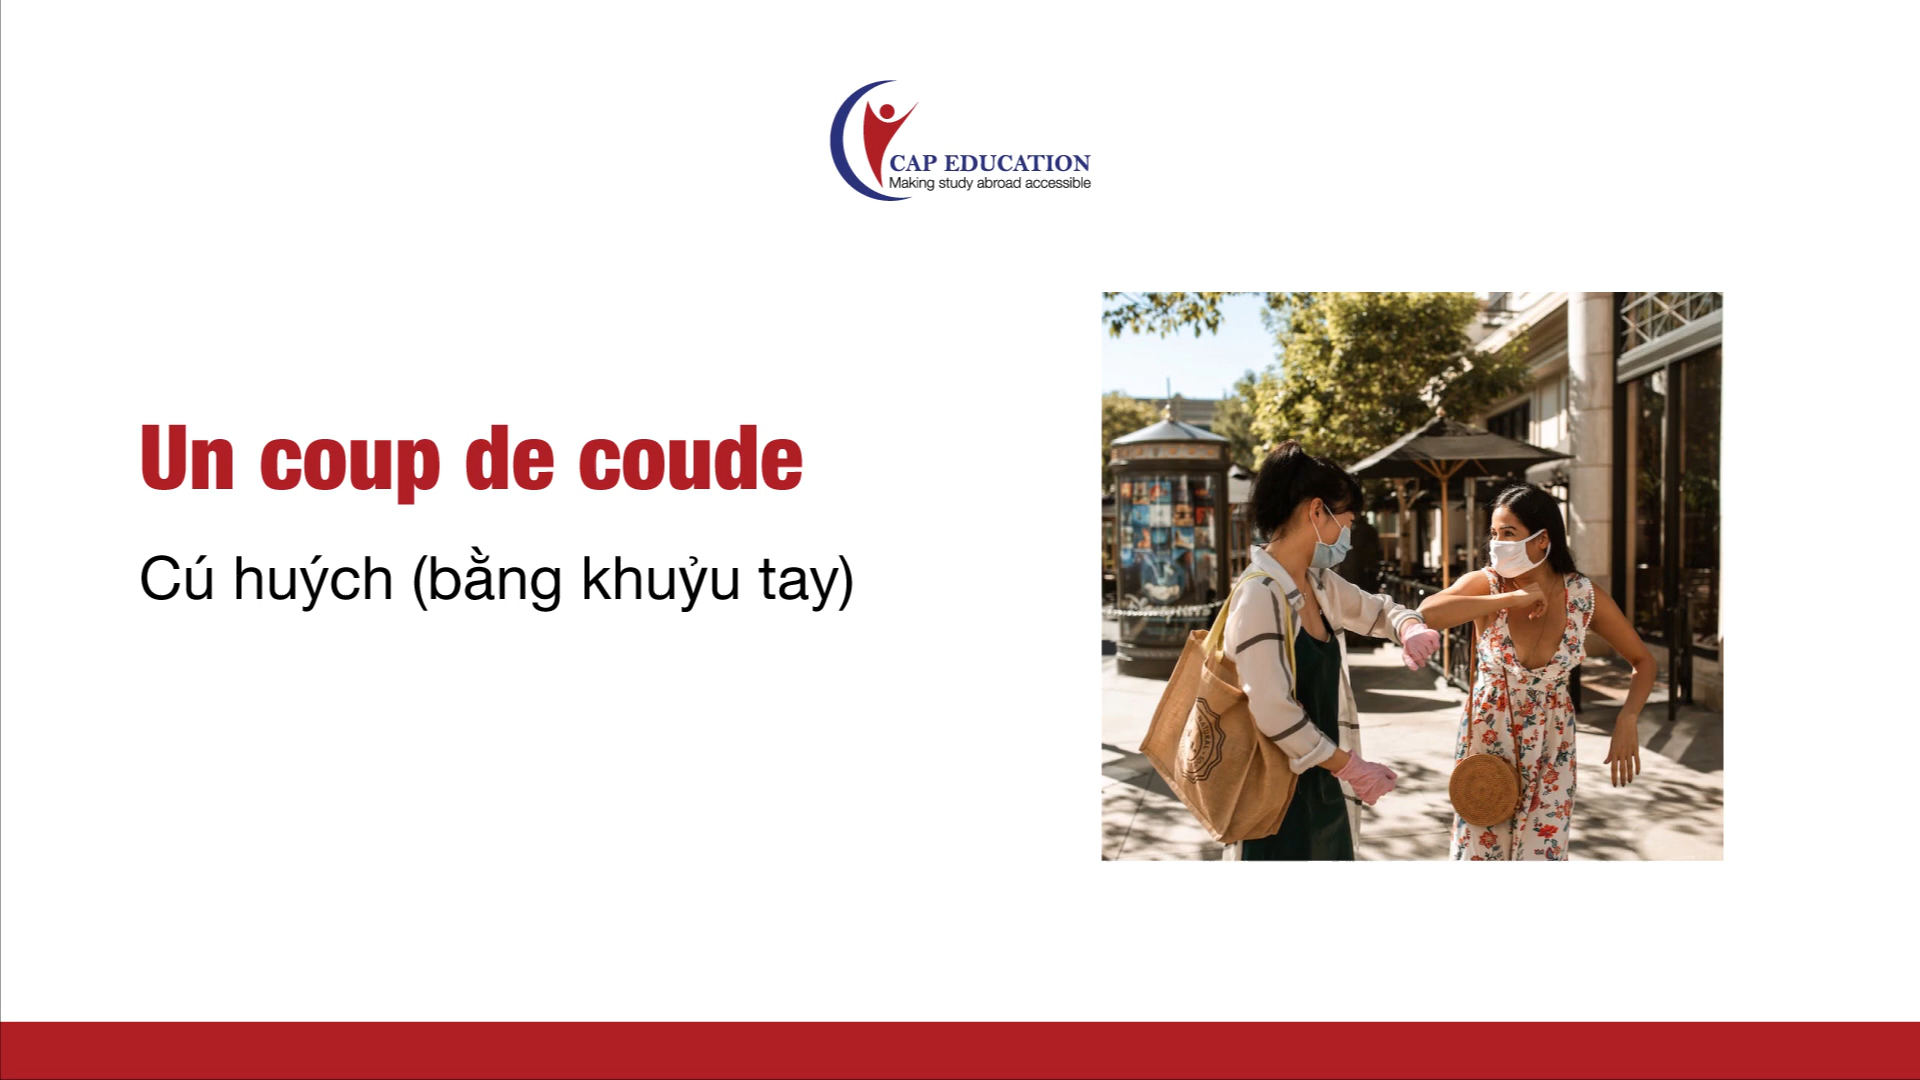 CAP EDUCATION
Making study abroad accessible
Un coup de coude
Cú huých (bằng khuỷu tay)